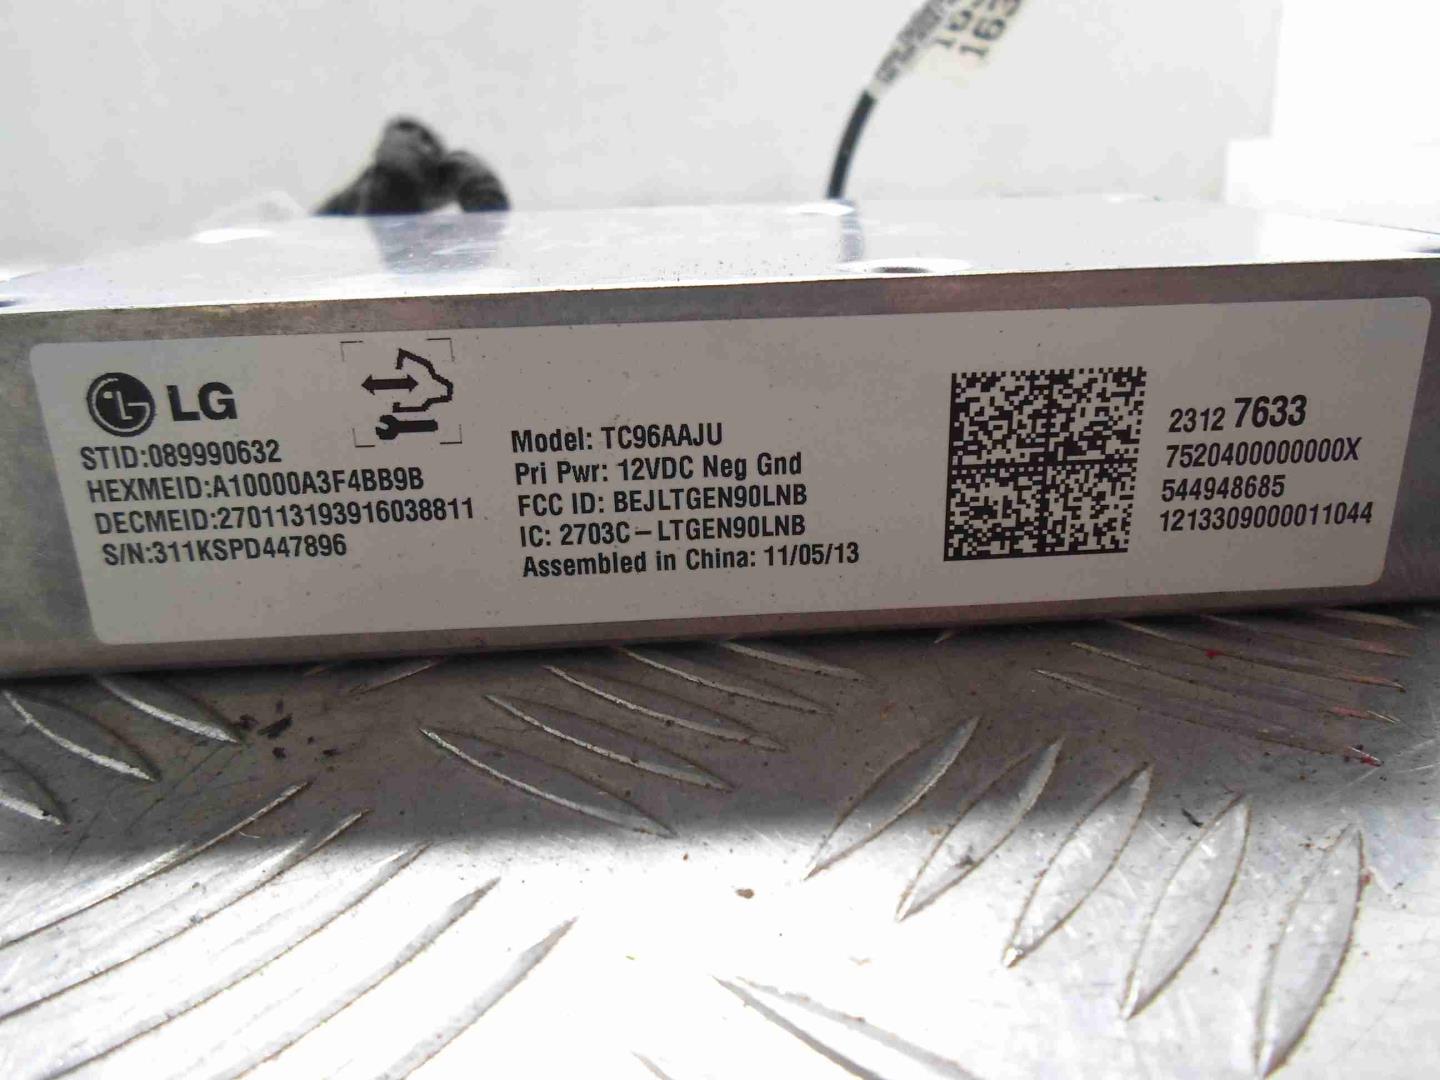 LG
STID:089990632
HEXMEID:A10000A3F4BB9B
DECMEID:270113193916038811
S/N:311KSPD447896
Model: TC96AAJU
Pri Pwr: 12VDC Neg Gnd
FCC ID: BEJLTGEN90LNB
IC: 2703C-LTGEN90LNB
Assembled in China: 11/05/13
2312 7633
7520400000000X
544948685
1213309000011044